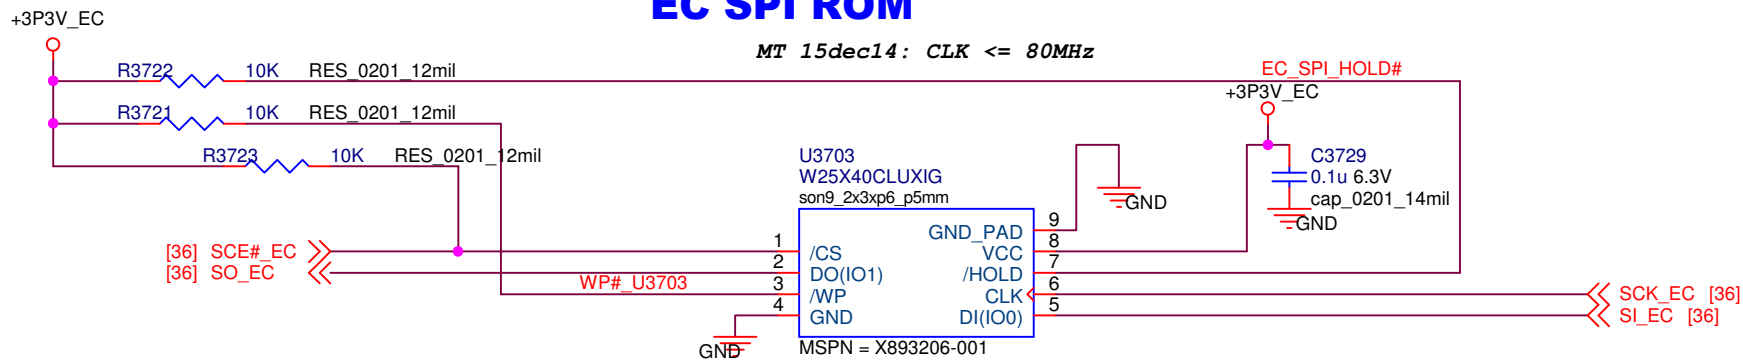 EC SPI ROM
+3P3V_EC
MT 15dec14: CLK <= 80MHz
R3722 10K RES_0201_12mil
EC_SPI_HOLD#
+3P3V_EC
R3721 10K RES_0201_12mil
R3723 10K RES_0201_12mil
U3703
W25X40CLUXIG
son9_2x3xp6_p5mm
C3729
0.1u 6.3V
cap_0201_14mil
GND
GND
[36] SCE#_EC
[36] SO_EC
WP#_U3703
1 /CS
2 DO(IO1)
3 /WP
4 GND
GND_PAD 9
VCC 8
/HOLD 7
CLK 6
DI(IO0) 5
SCK_EC [36]
SI_EC [36]
GND
MSPN = X893206-001